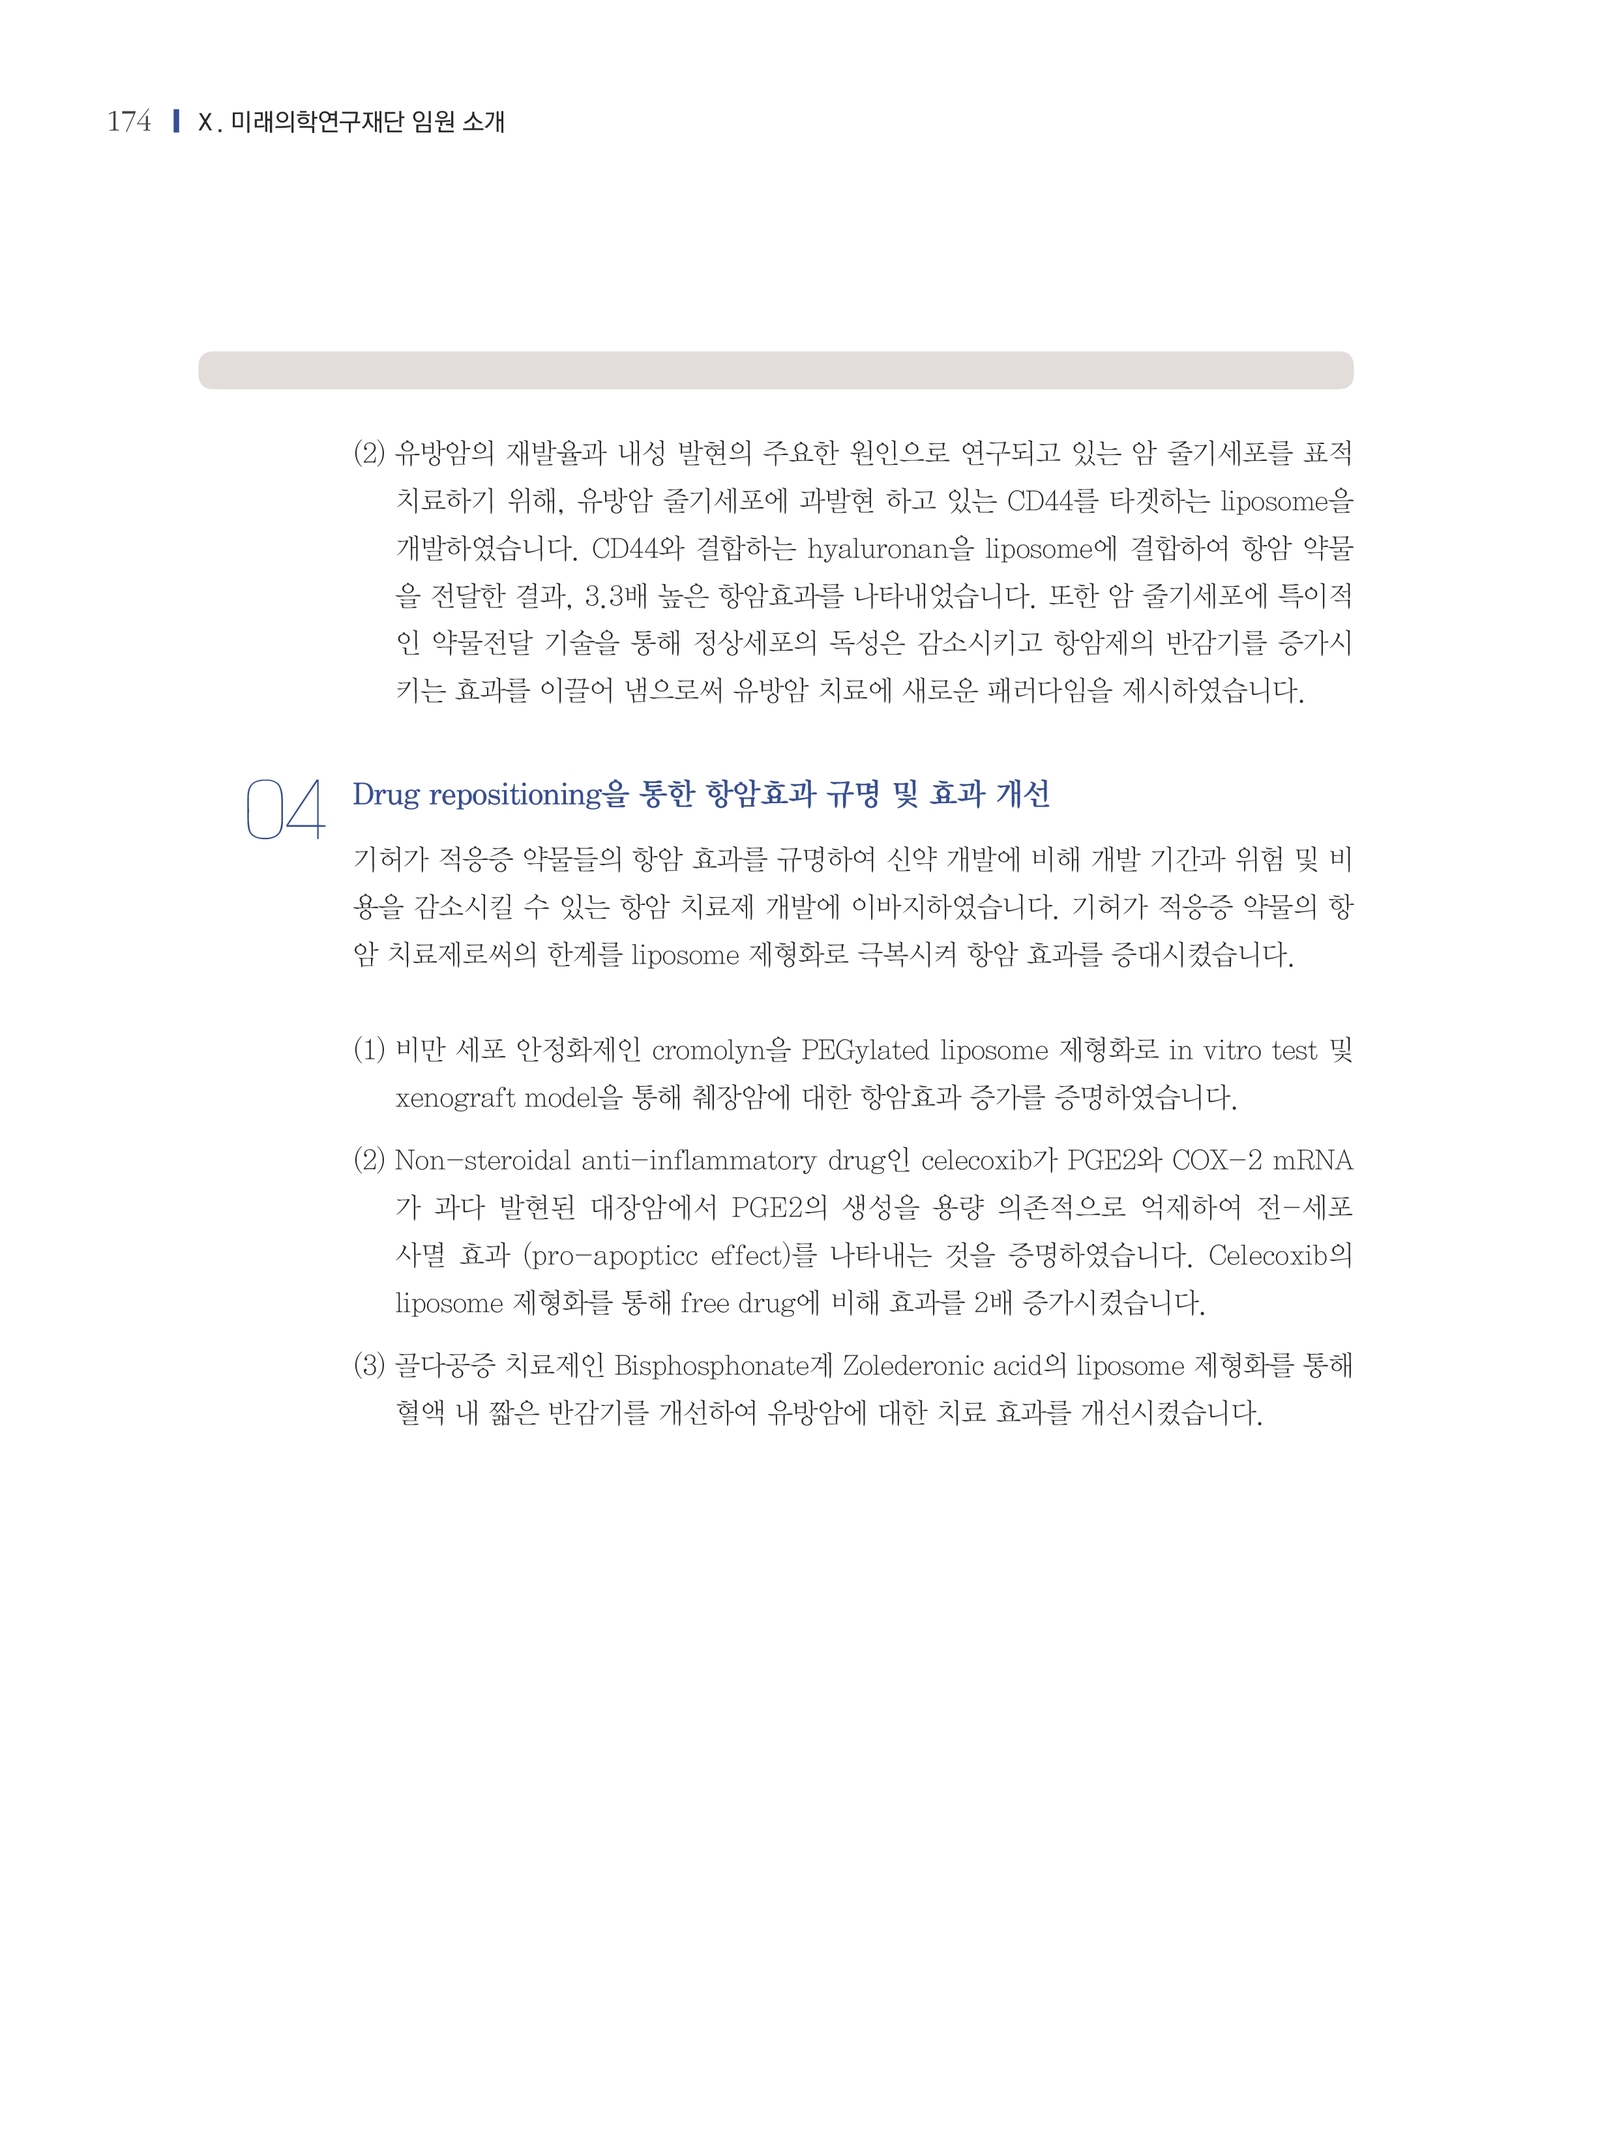 174 X. 미래의학연구재단 임원 소개
(2) 유방암의 재발율과 내성 발현의 주요한 원인으로 연구되고 있는 암 줄기세포를 표적
치료하기 위해, 유방암 줄기세포에 과발현 하고 있는 CD44를 타겟하는 liposome을
개발하였습니다. CD44와 결합하는 hyaluronan을 liposome에 결합하여 항암 약물
을 전달한 결과, 3.3배 높은 항암효과를 나타내었습니다. 또한 암 줄기세포에 특이적
인 약물전달 기술을 통해 정상세포의 독성은 감소시키고 항암제의 반감기를 증가시
키는 효과를 이끌어 냄으로써 유방암 치료에 새로운 패러다임을 제시하였습니다.
04 Drug repositioning을 통한 항암효과 규명 및 효과 개선
기허가 적응증 약물들의 항암 효과를 규명하여 신약 개발에 비해 개발 기간과 위험 및 비
용을 감소시킬 수 있는 항암 치료제 개발에 이바지하였습니다. 기허가 적응증 약물의 항
암 치료제로써의 한계를 liposome 제형화로 극복시켜 항암 효과를 증대시켰습니다.
(1) 비만 세포 안정화제인 cromolyn을 PEGylated liposome 제형화로 in vitro test 및
xenograft model을 통해 췌장암에 대한 항암효과 증가를 증명하였습니다.
(2) Non-steroidal anti-inflammatory drug인 celecoxib가 PGE2와 COX-2 mRNA
가 과다 발현된 대장암에서 PGE2의 생성을 용량 의존적으로 억제하여 전-세포
사멸 효과 (pro-apopticc effect)를 나타내는 것을 증명하였습니다. Celecoxib의
liposome 제형화를 통해 free drug에 비해 효과를 2배 증가시켰습니다.
(3) 골다공증 치료제인 Bisphosphonate계 Zolederonic acid의 liposome 제형화를 통해
혈액 내 짧은 반감기를 개선하여 유방암에 대한 치료 효과를 개선시켰습니다.